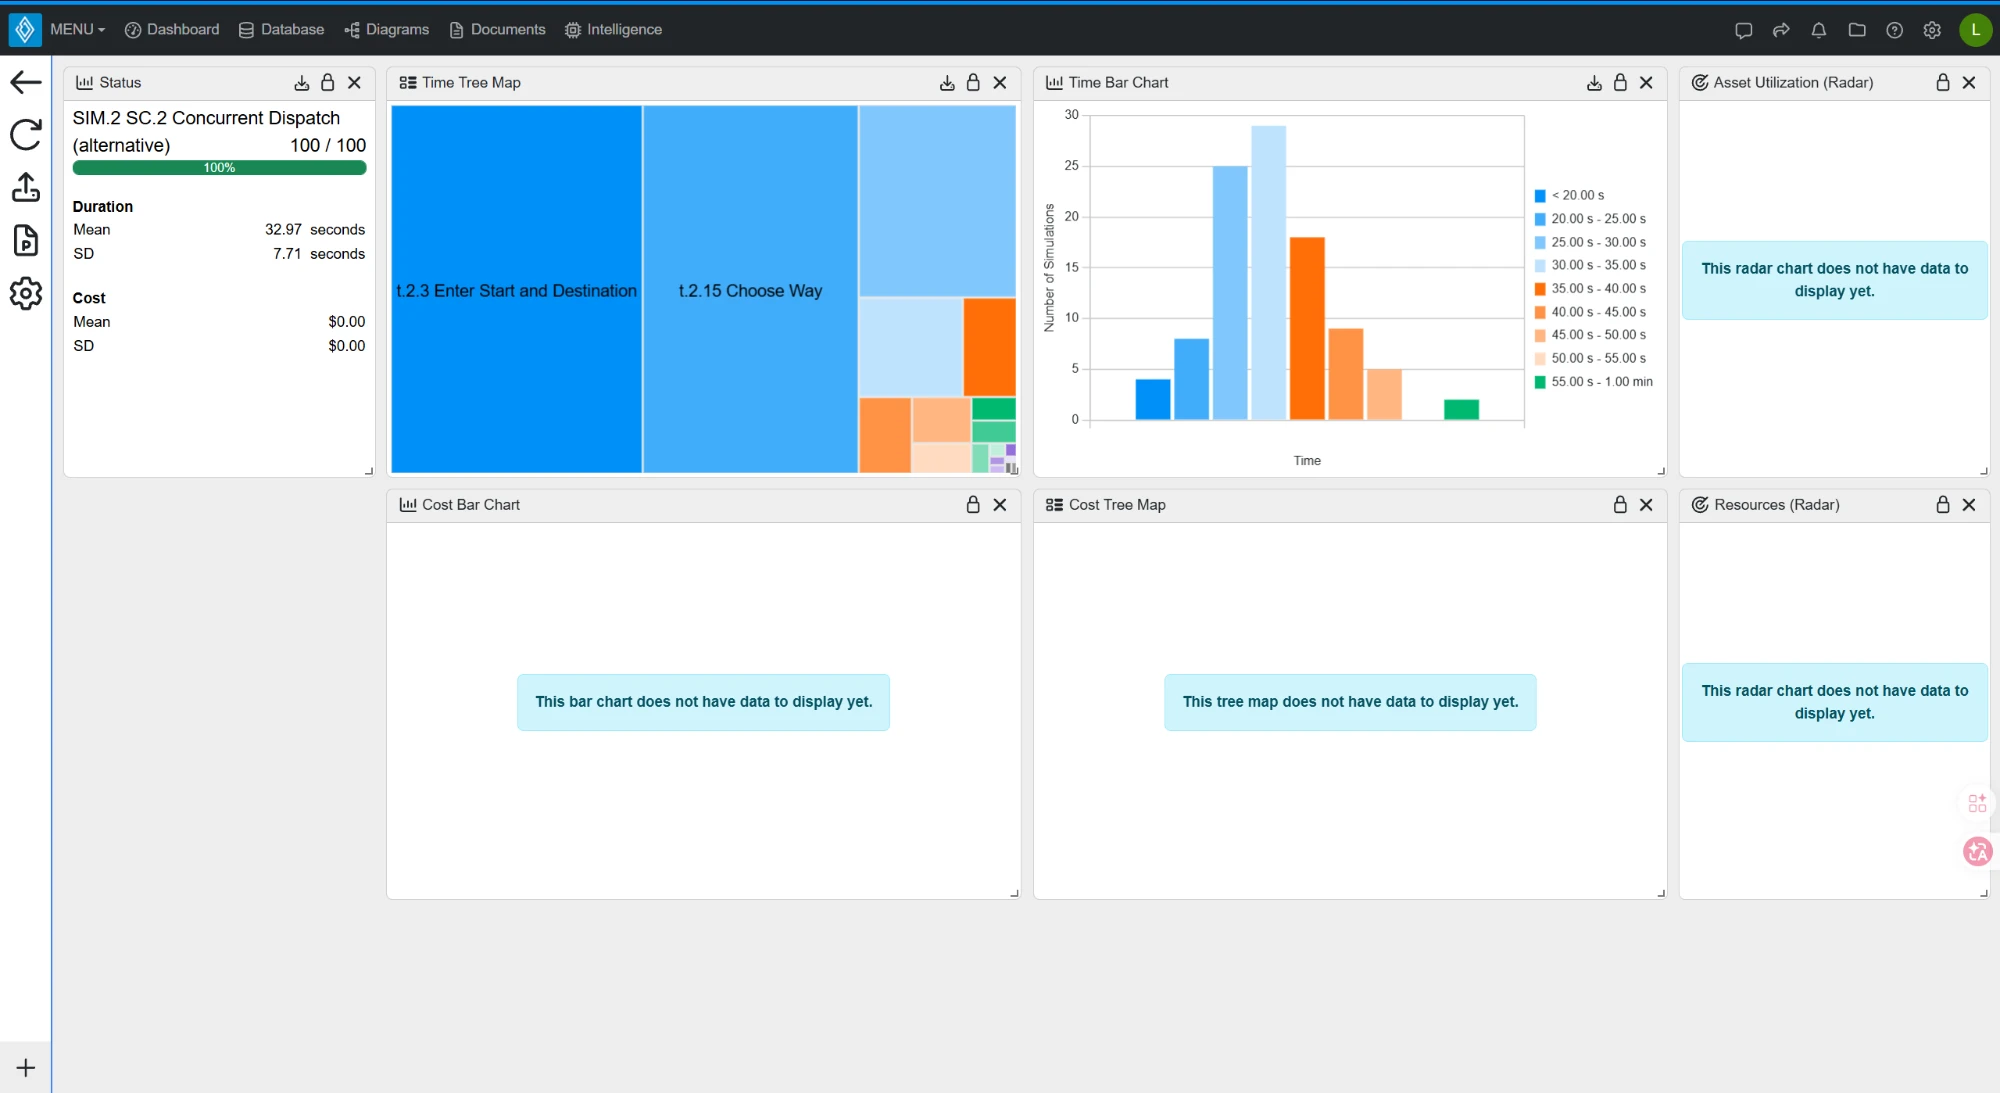 MENU Dashboard Database Diagrams Documents Intelligence L
Status
SIM.2 SC.2 Concurrent Dispatch
(alternative) 100 / 100
100%
Duration
Mean 32.97 seconds
SD 7.71 seconds
Cost
Mean $0.00
SD $0.00
Time Tree Map
t.2.3 Enter Start and Destination
t.2.15 Choose Way
Time Bar Chart
Number of Simulations
30
25
20
15
10
5
0
Time
< 20.00 s
20.00 s - 25.00 s
25.00 s - 30.00 s
30.00 s - 35.00 s
35.00 s - 40.00 s
40.00 s - 45.00 s
45.00 s - 50.00 s
50.00 s - 55.00 s
55.00 s - 1.00 min
Asset Utilization (Radar)
This radar chart does not have data to
display yet.
Cost Bar Chart
This bar chart does not have data to display yet.
Cost Tree Map
This tree map does not have data to display yet.
Resources (Radar)
This radar chart does not have data to
display yet.